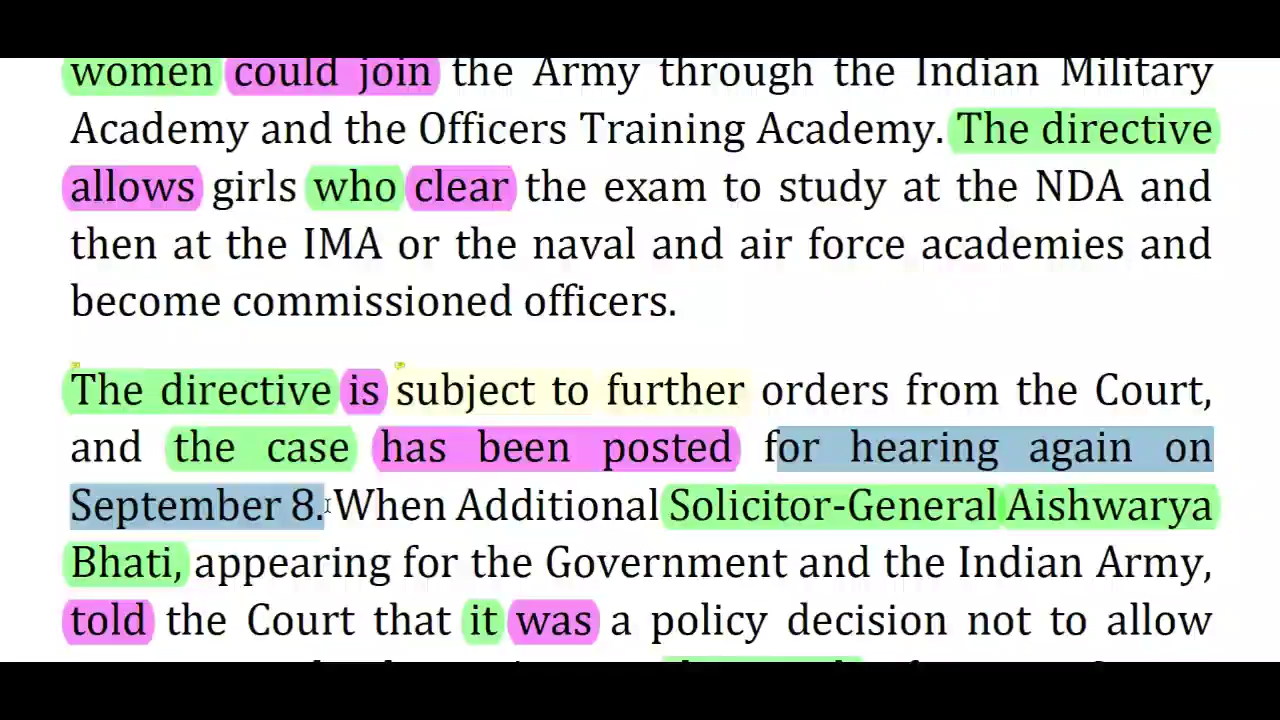 women could join the Army through the Indian Military
Academy and the Officers Training Academy. The directive
allows girls who clear the exam to study at the NDA and
then at the IMA or the naval and air force academies and
become commissioned officers.
The directive is subject to further orders from the Court,
and the case has been posted for hearing again on
September 8. When Additional Solicitor-General Aishwarya
Bhati, appearing for the Government and the Indian Army,
told the Court that it was a policy decision not to allow